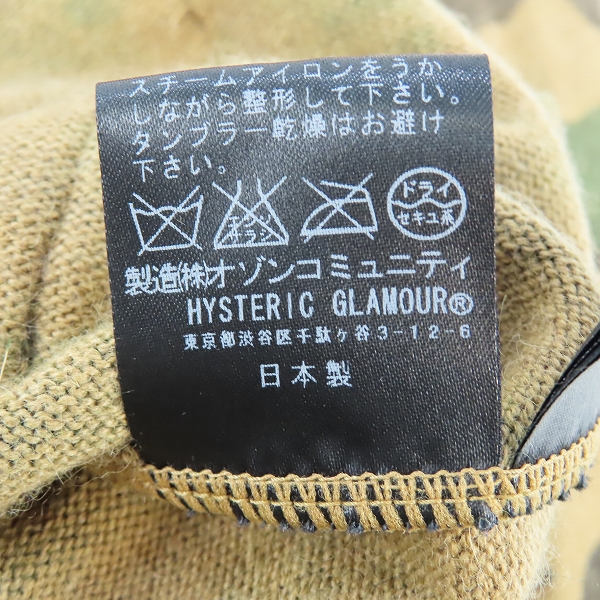 スチームアイロンをうか
しながら整形して下さい。
タンブラー乾燥はお避け
下さい。
エンソ
サラシ
ドライ
セキユ系
製造㈱オゾンコミュニティ
HYSTERIC GLAMOUR®
東京都渋谷区千駄ヶ谷3-12-6
日本製